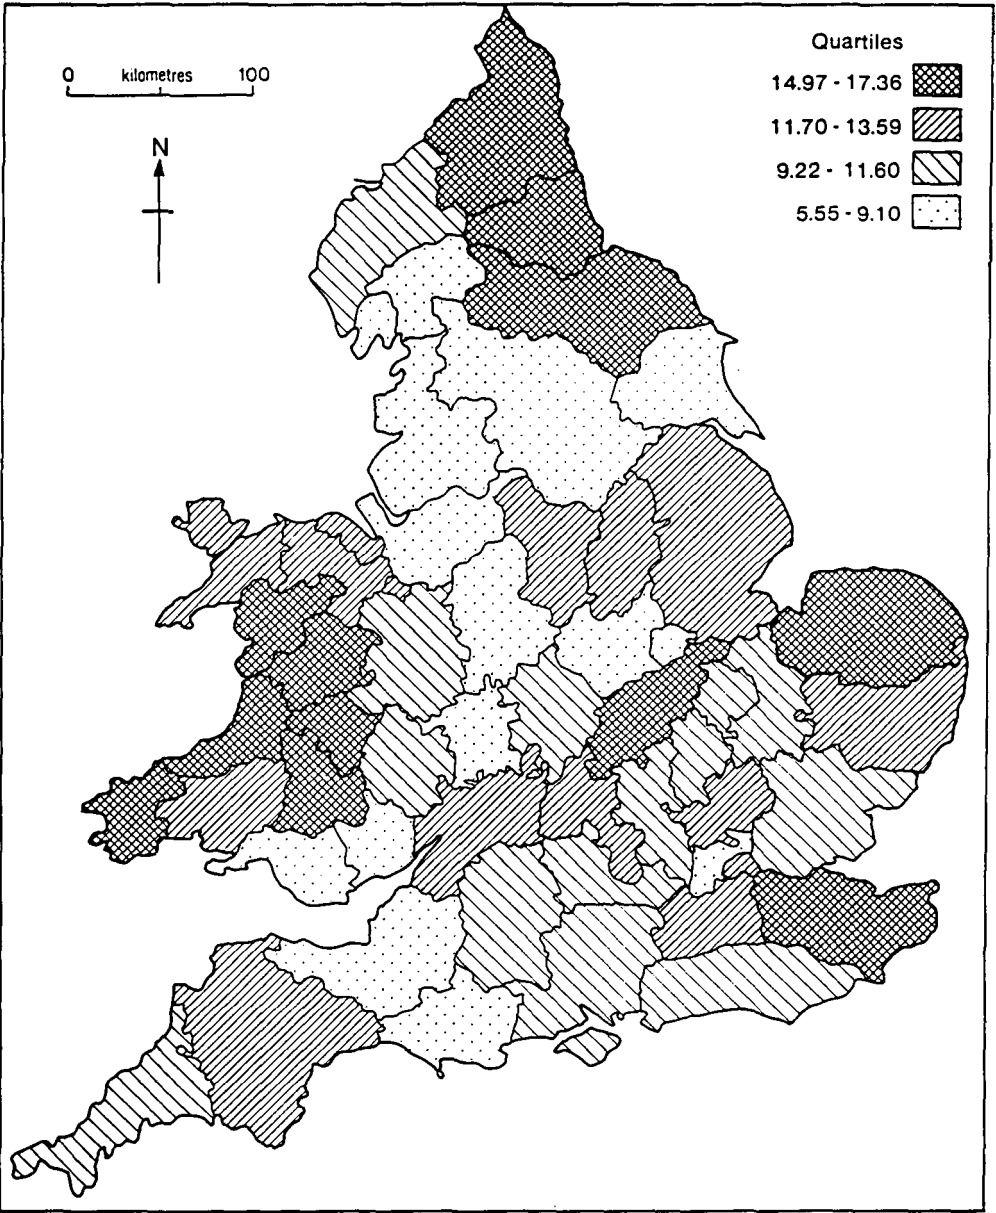 0 kilometres 100
N
Quartiles
14.97 - 17.36
11.70 - 13.59
9.22 - 11.60
5.55 - 9.10